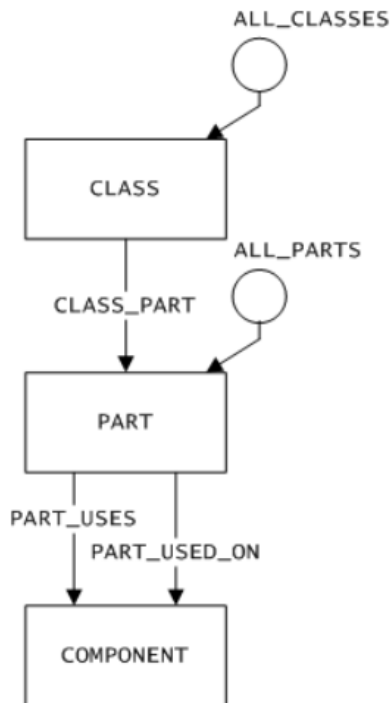 ALL_CLASSES
CLASS
ALL_PARTS
CLASS_PART
PART
PART_USES
PART_USED_ON
COMPONENT